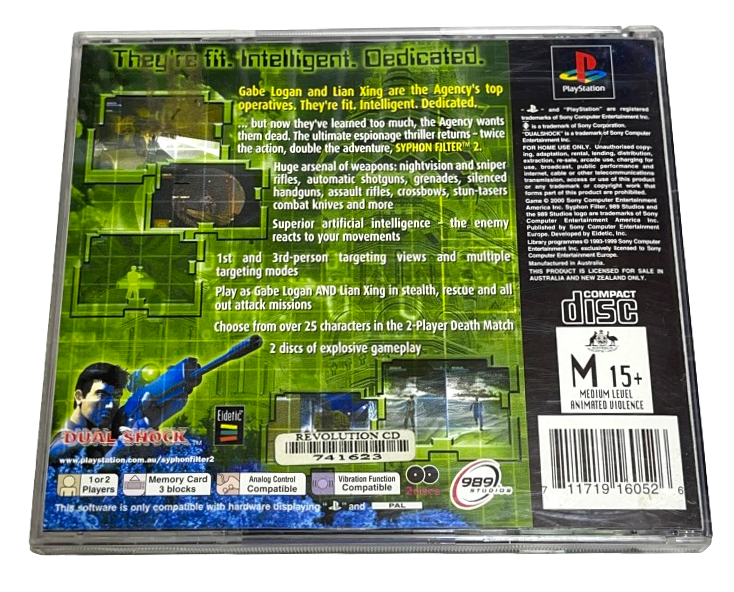 They're fit. Intelligent. Dedicated.
Gabe Logan and Lian Xing are the Agency's top
operatives. They're fit. Intelligent. Dedicated.
... but now they've learned too much, the Agency wants
them dead. The ultimate espionage thriller returns – twice
the action, double the adventure, SYPHON FILTER™ 2.
Huge arsenal of weapons: nightvision and sniper
rifles, automatic shotguns, grenades, silenced
handguns, assault rifles, crossbows, stun-tasers
combat knives and more
Superior artificial intelligence – the enemy
reacts to your movements
1st and 3rd-person targeting views and multiple
targeting modes
Play as Gabe Logan AND Lian Xing in stealth, rescue and all
out attack missions
Choose from over 25 characters in the 2-Player Death Match
2 discs of explosive gameplay
DUAL SHOCK™
www.playstation.com.au/syphonfilter2
Eidetic
REVOLUTION CD
741623
1 or 2
Players
Memory Card
3 blocks
Analog Control
Compatible
Vibration Function
Compatible
2 Discs
989
STUDIOS
This software is only compatible with hardware displaying " " and PAL
PlayStation
" " and "PlayStation" are registered
trademarks of Sony Computer Entertainment Inc.
is a trademark of Sony Corporation.
"DUALSHOCK" is a trademark of Sony Computer
Entertainment Inc.
FOR HOME USE ONLY. Unauthorised copy-
ing, adaptation, rental, lending, distribution,
extraction, re-sale, arcade use, charging for
use, broadcast, public performance and
internet, cable or other telecommunications
transmission, access or use of this product
or any trademark or copyright work that
forms part of this product are prohibited.
Game © 2000 Sony Computer Entertainment
America Inc. Syphon Filter, 989 Studios and
the 989 Studios logo are trademarks of Sony
Computer Entertainment America Inc.
Published by Sony Computer Entertainment
Europe. Developed by Eidetic, Inc.
Library programmes © 1993-1999 Sony Computer
Entertainment Inc. exclusively licensed to Sony
Computer Entertainment Europe.
Manufactured in Australia.
THIS PRODUCT IS LICENSED FOR SALE IN
AUSTRALIA AND NEW ZEALAND ONLY.
COMPACT
disc
M 15+
MEDIUM LEVEL
ANIMATED VIOLENCE
7 11719 16052 6